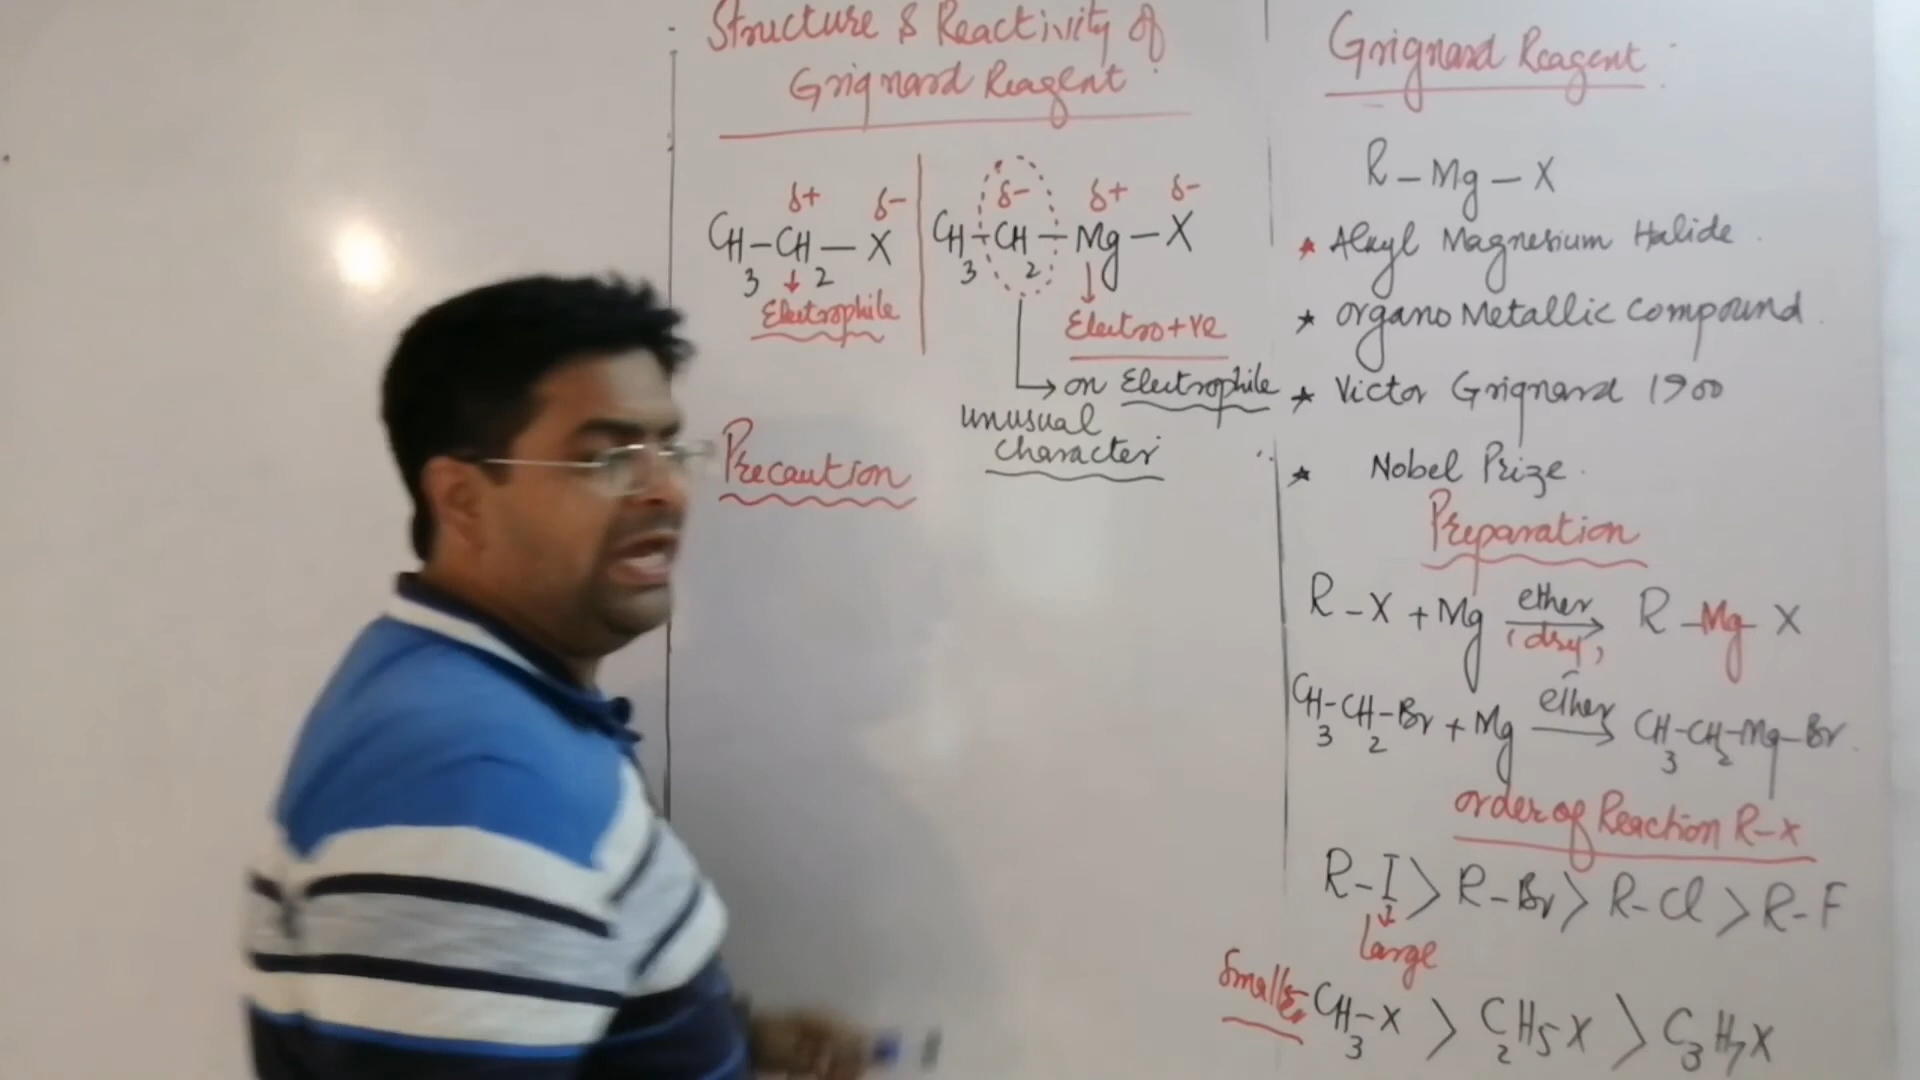 Structure & Reactivity of
Grignard Reagent
δ+ δ-
CH3-CH2-X
Electrophile
δ- δ+ δ-
CH3-CH2-Mg-X
Electro+ve
on Electrophile
unusual
character
Precaution
Grignard Reagent
R-Mg-X
★ Alkyl Magnesium Halide
★ organo Metallic compound
★ Victor Grignard 1900
★ Nobel Prize
Preparation
R-X + Mg ether (dry) → R-Mg-X
CH3-CH2-Br + Mg ether → CH3-CH2-Mg-Br
order of Reaction R-X
R-I > R-Br > R-Cl > R-F
Large
Smaller CH3-X > C2H5X > C3H7X